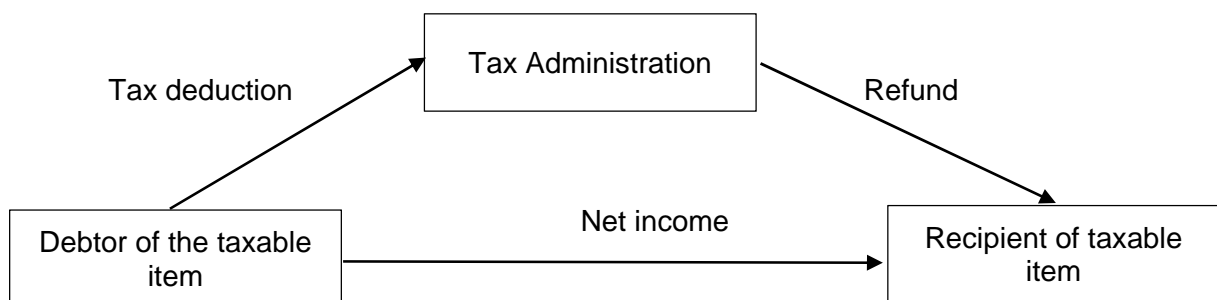 Tax Administration
Tax deduction
Refund
Net income
Debtor of the taxable
item
Recipient of taxable
item